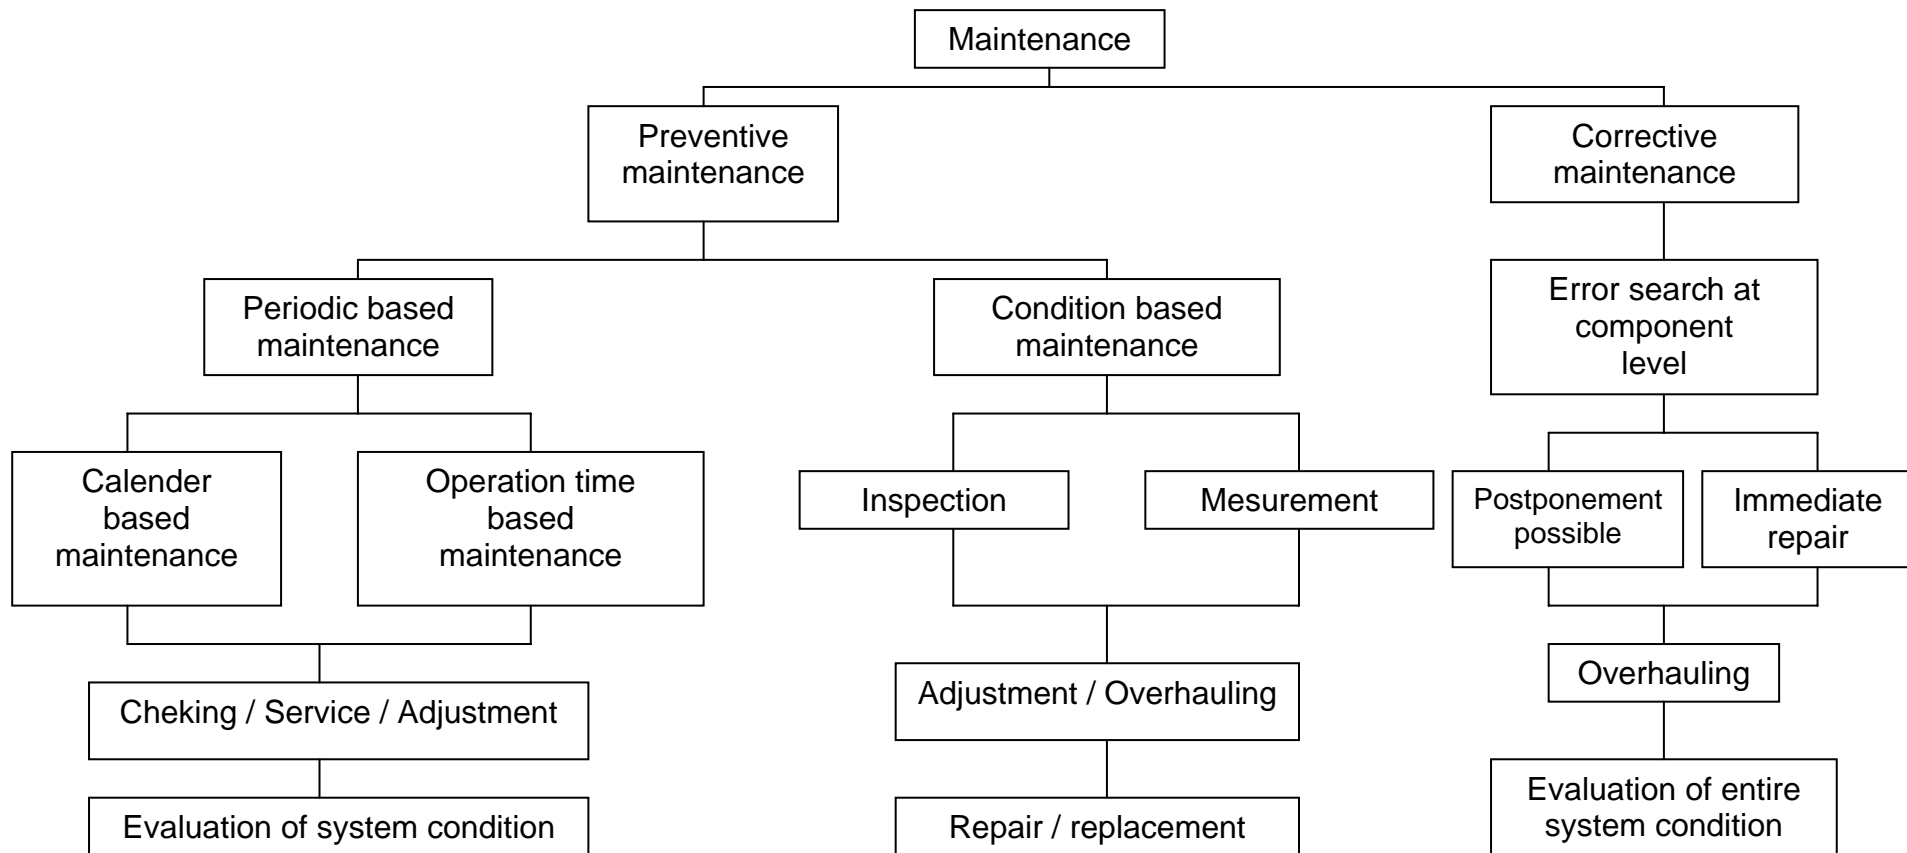 Maintenance
Preventive
maintenance
Corrective
maintenance
Periodic based
maintenance
Condition based
maintenance
Error search at
component
level
Calender
based
maintenance
Operation time
based
maintenance
Inspection
Mesurement
Postponement
possible
Immediate
repair
Cheking / Service / Adjustment
Adjustment / Overhauling
Overhauling
Evaluation of system condition
Repair / replacement
Evaluation of entire
system condition